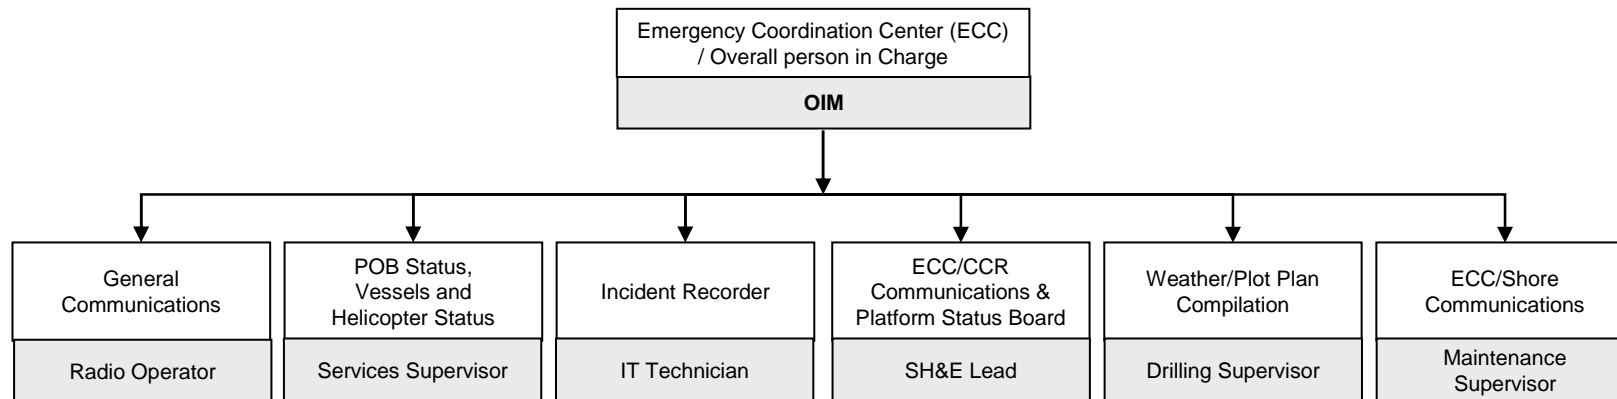 Emergency Coordination Center (ECC)
/ Overall person in Charge
OIM
General
Communications
Radio Operator
POB Status,
Vessels and
Helicopter Status
Services Supervisor
Incident Recorder
IT Technician
ECC/CCR
Communications &
Platform Status Board
SH&E Lead
Weather/Plot Plan
Compilation
Drilling Supervisor
ECC/Shore
Communications
Maintenance
Supervisor